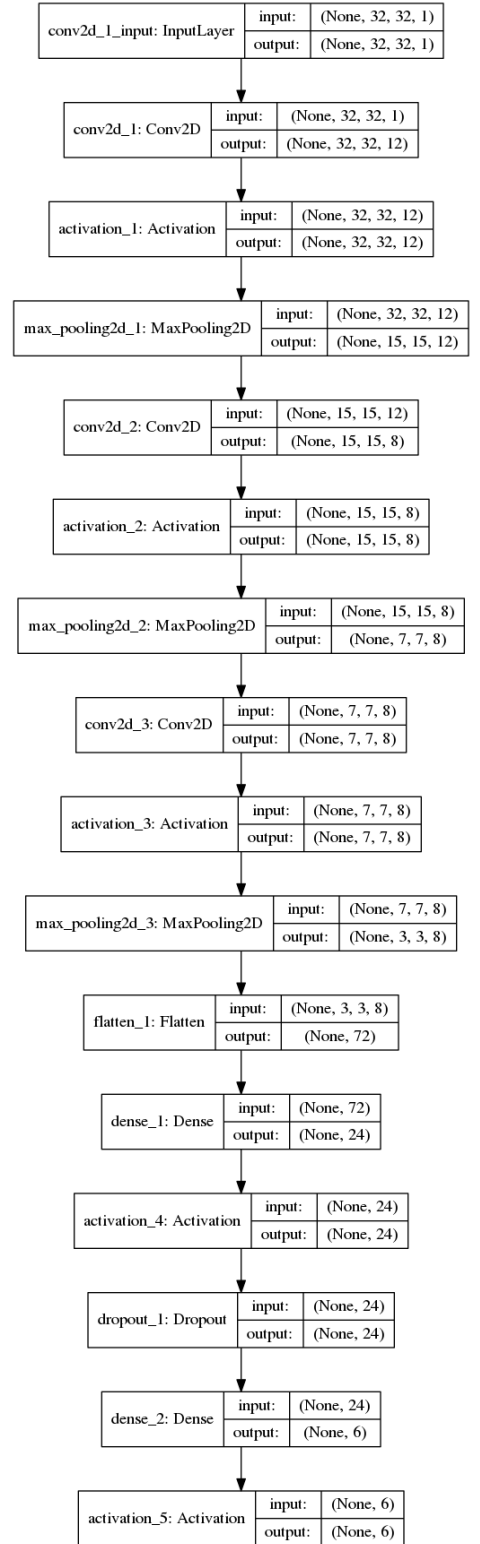 conv2d_1_input: InputLayer
input: (None, 32, 32, 1)
output: (None, 32, 32, 1)
conv2d_1: Conv2D
input: (None, 32, 32, 1)
output: (None, 32, 32, 12)
activation_1: Activation
input: (None, 32, 32, 12)
output: (None, 32, 32, 12)
max_pooling2d_1: MaxPooling2D
input: (None, 32, 32, 12)
output: (None, 15, 15, 12)
conv2d_2: Conv2D
input: (None, 15, 15, 12)
output: (None, 15, 15, 8)
activation_2: Activation
input: (None, 15, 15, 8)
output: (None, 15, 15, 8)
max_pooling2d_2: MaxPooling2D
input: (None, 15, 15, 8)
output: (None, 7, 7, 8)
conv2d_3: Conv2D
input: (None, 7, 7, 8)
output: (None, 7, 7, 8)
activation_3: Activation
input: (None, 7, 7, 8)
output: (None, 7, 7, 8)
max_pooling2d_3: MaxPooling2D
input: (None, 7, 7, 8)
output: (None, 3, 3, 8)
flatten_1: Flatten
input: (None, 3, 3, 8)
output: (None, 72)
dense_1: Dense
input: (None, 72)
output: (None, 24)
activation_4: Activation
input: (None, 24)
output: (None, 24)
dropout_1: Dropout
input: (None, 24)
output: (None, 24)
dense_2: Dense
input: (None, 24)
output: (None, 6)
activation_5: Activation
input: (None, 6)
output: (None, 6)